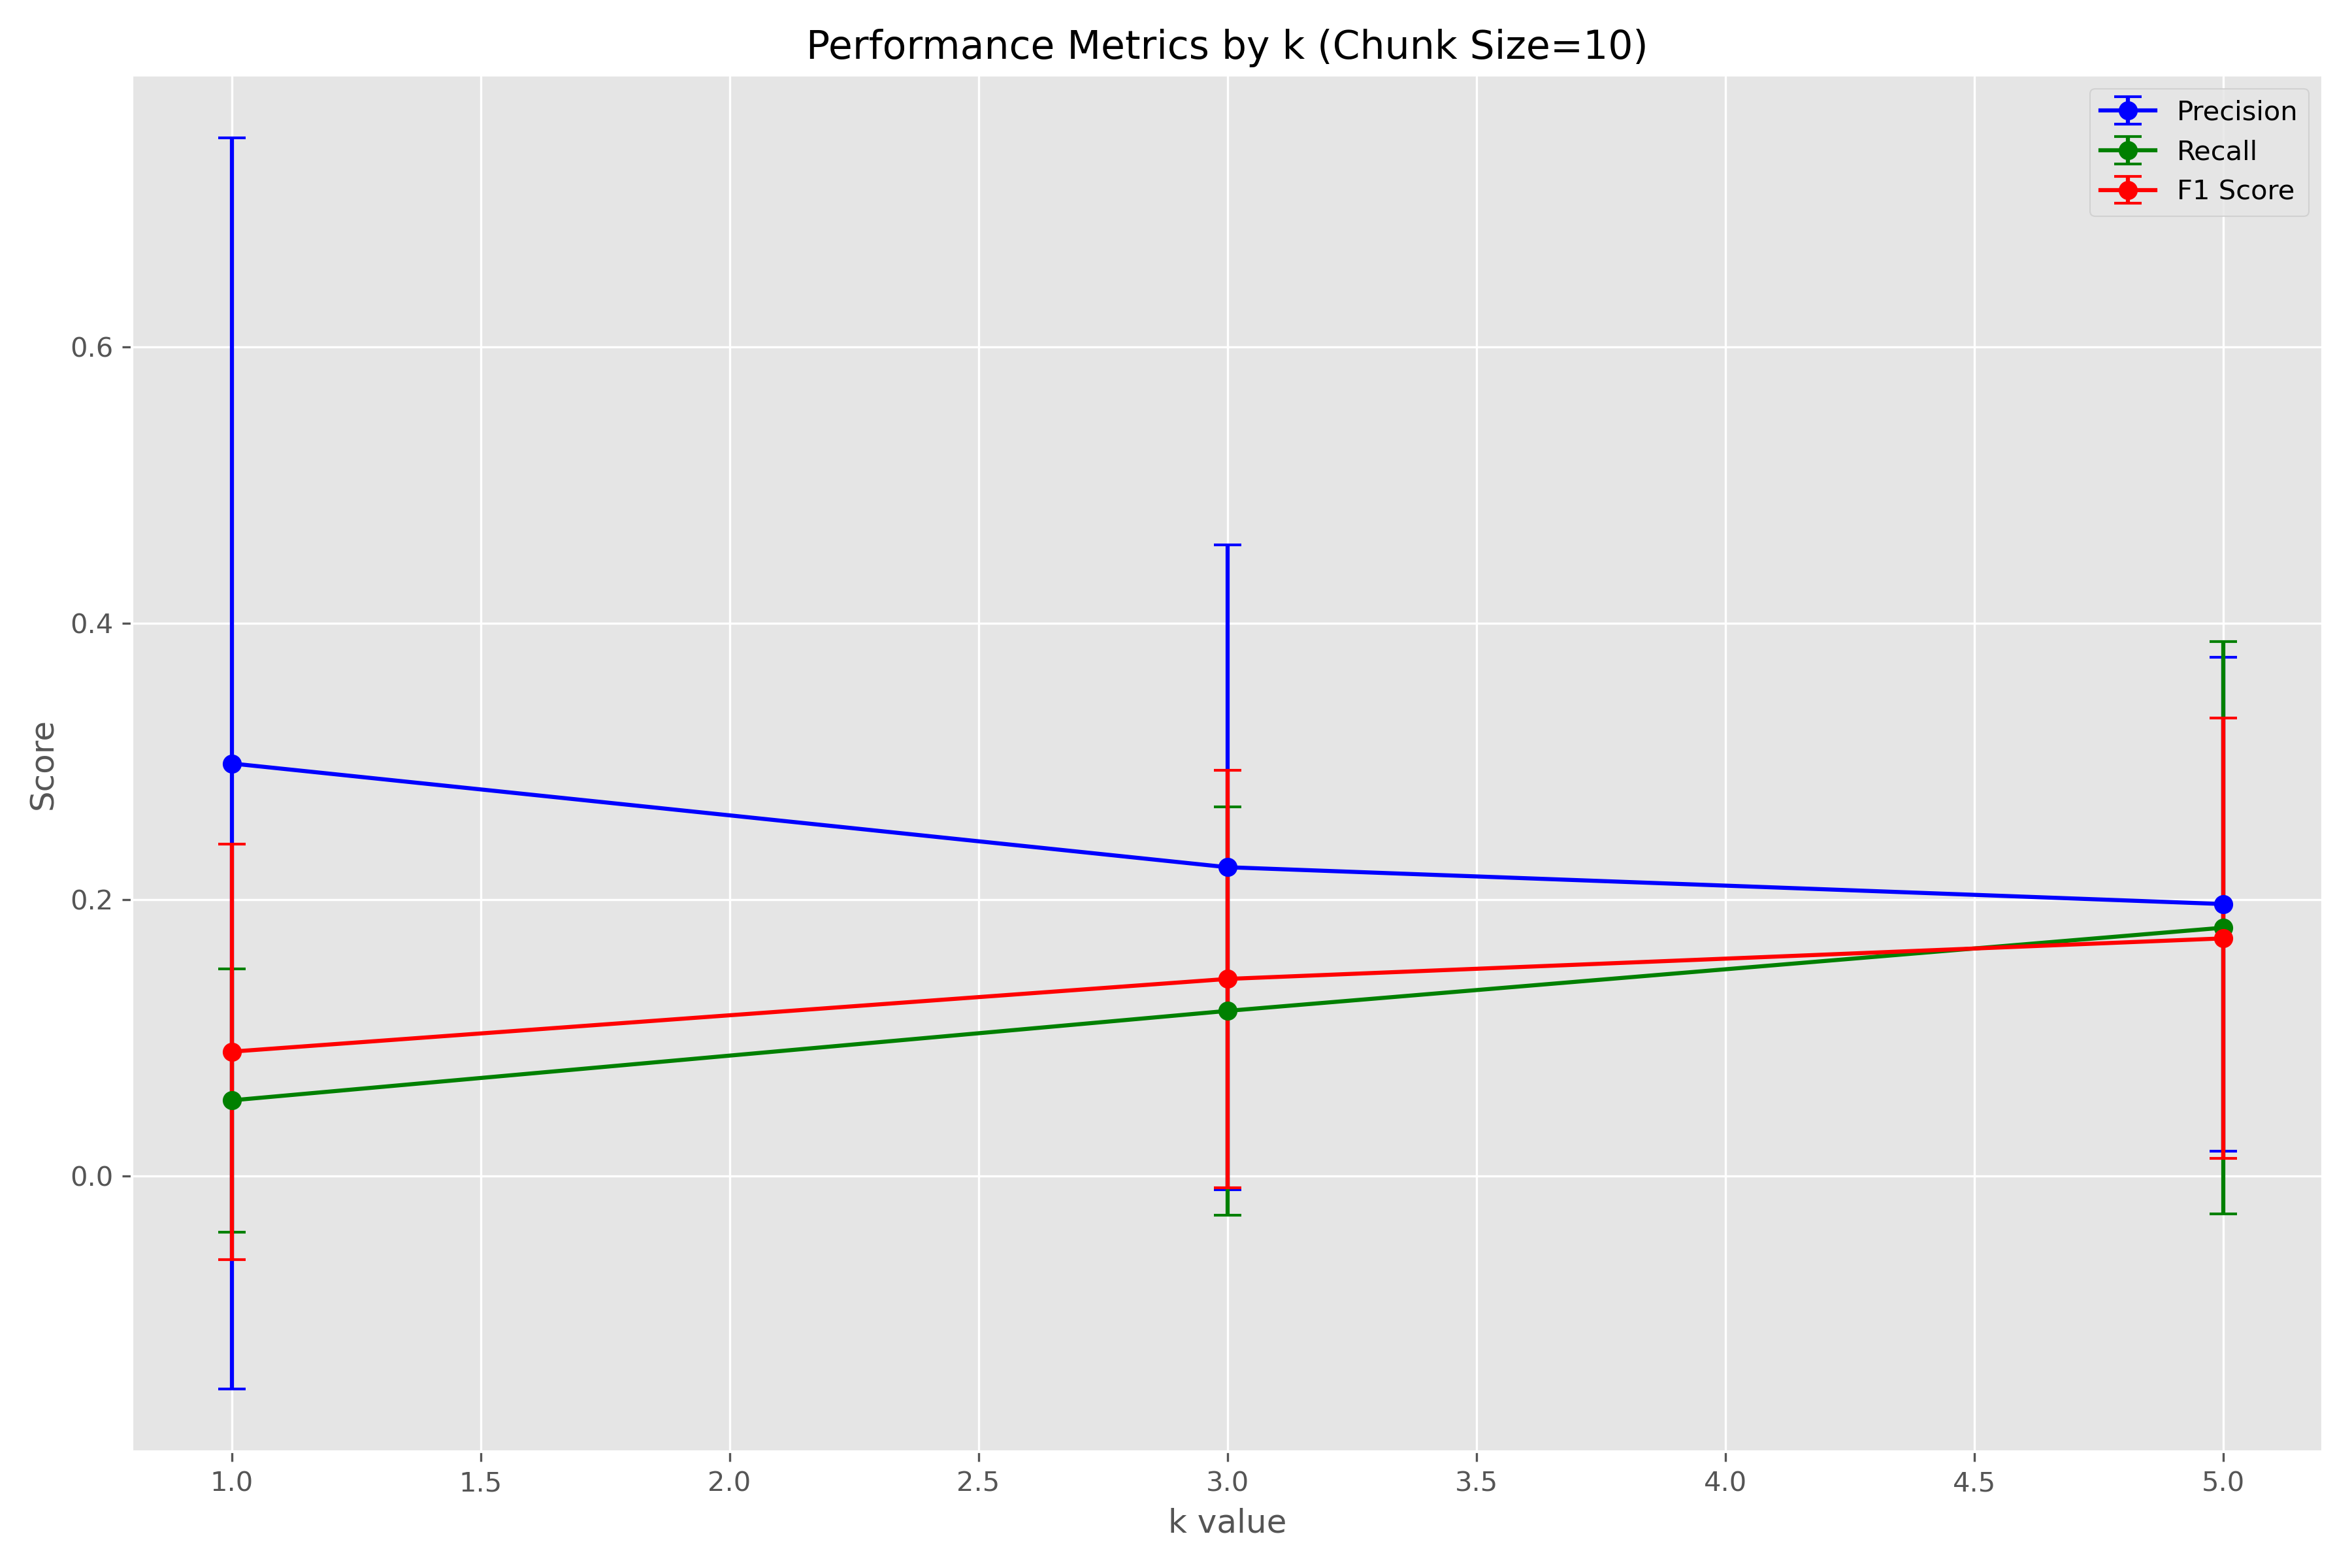 Performance Metrics by k (Chunk Size=10)
Precision
Recall
F1 Score
Score
0.6
0.4
0.2
0.0
1.0 1.5 2.0 2.5 3.0 3.5 4.0 4.5 5.0
k value